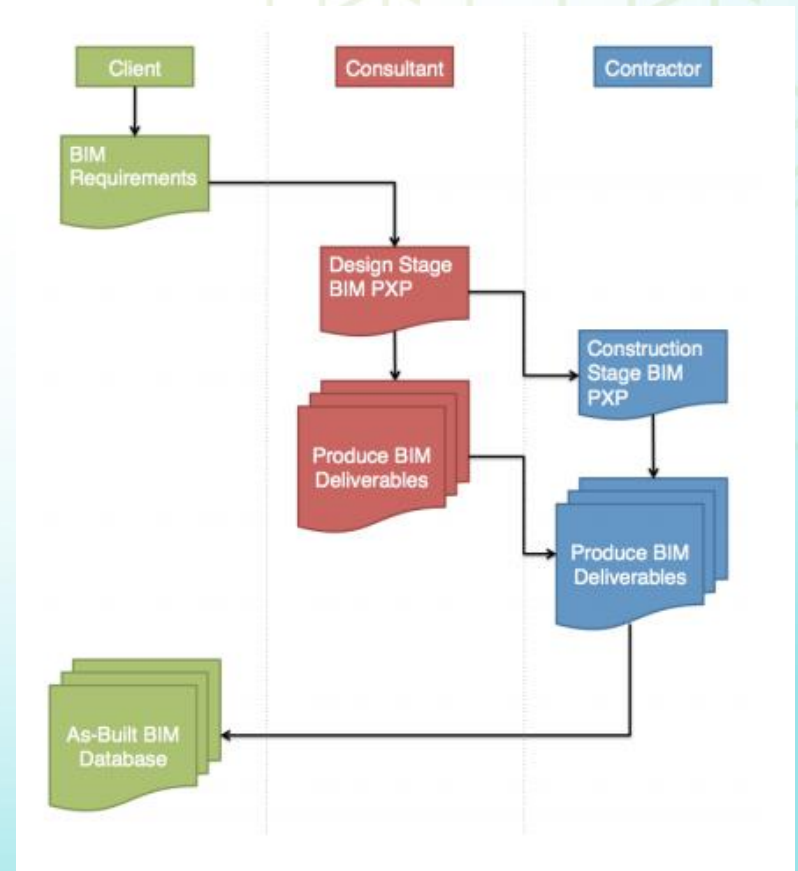 Client
Consultant
Contractor
BIM
Requirements
Design Stage
BIM PXP
Construction
Stage BIM
PXP
Produce BIM
Deliverables
Produce BIM
Deliverables
As-Built BIM
Database